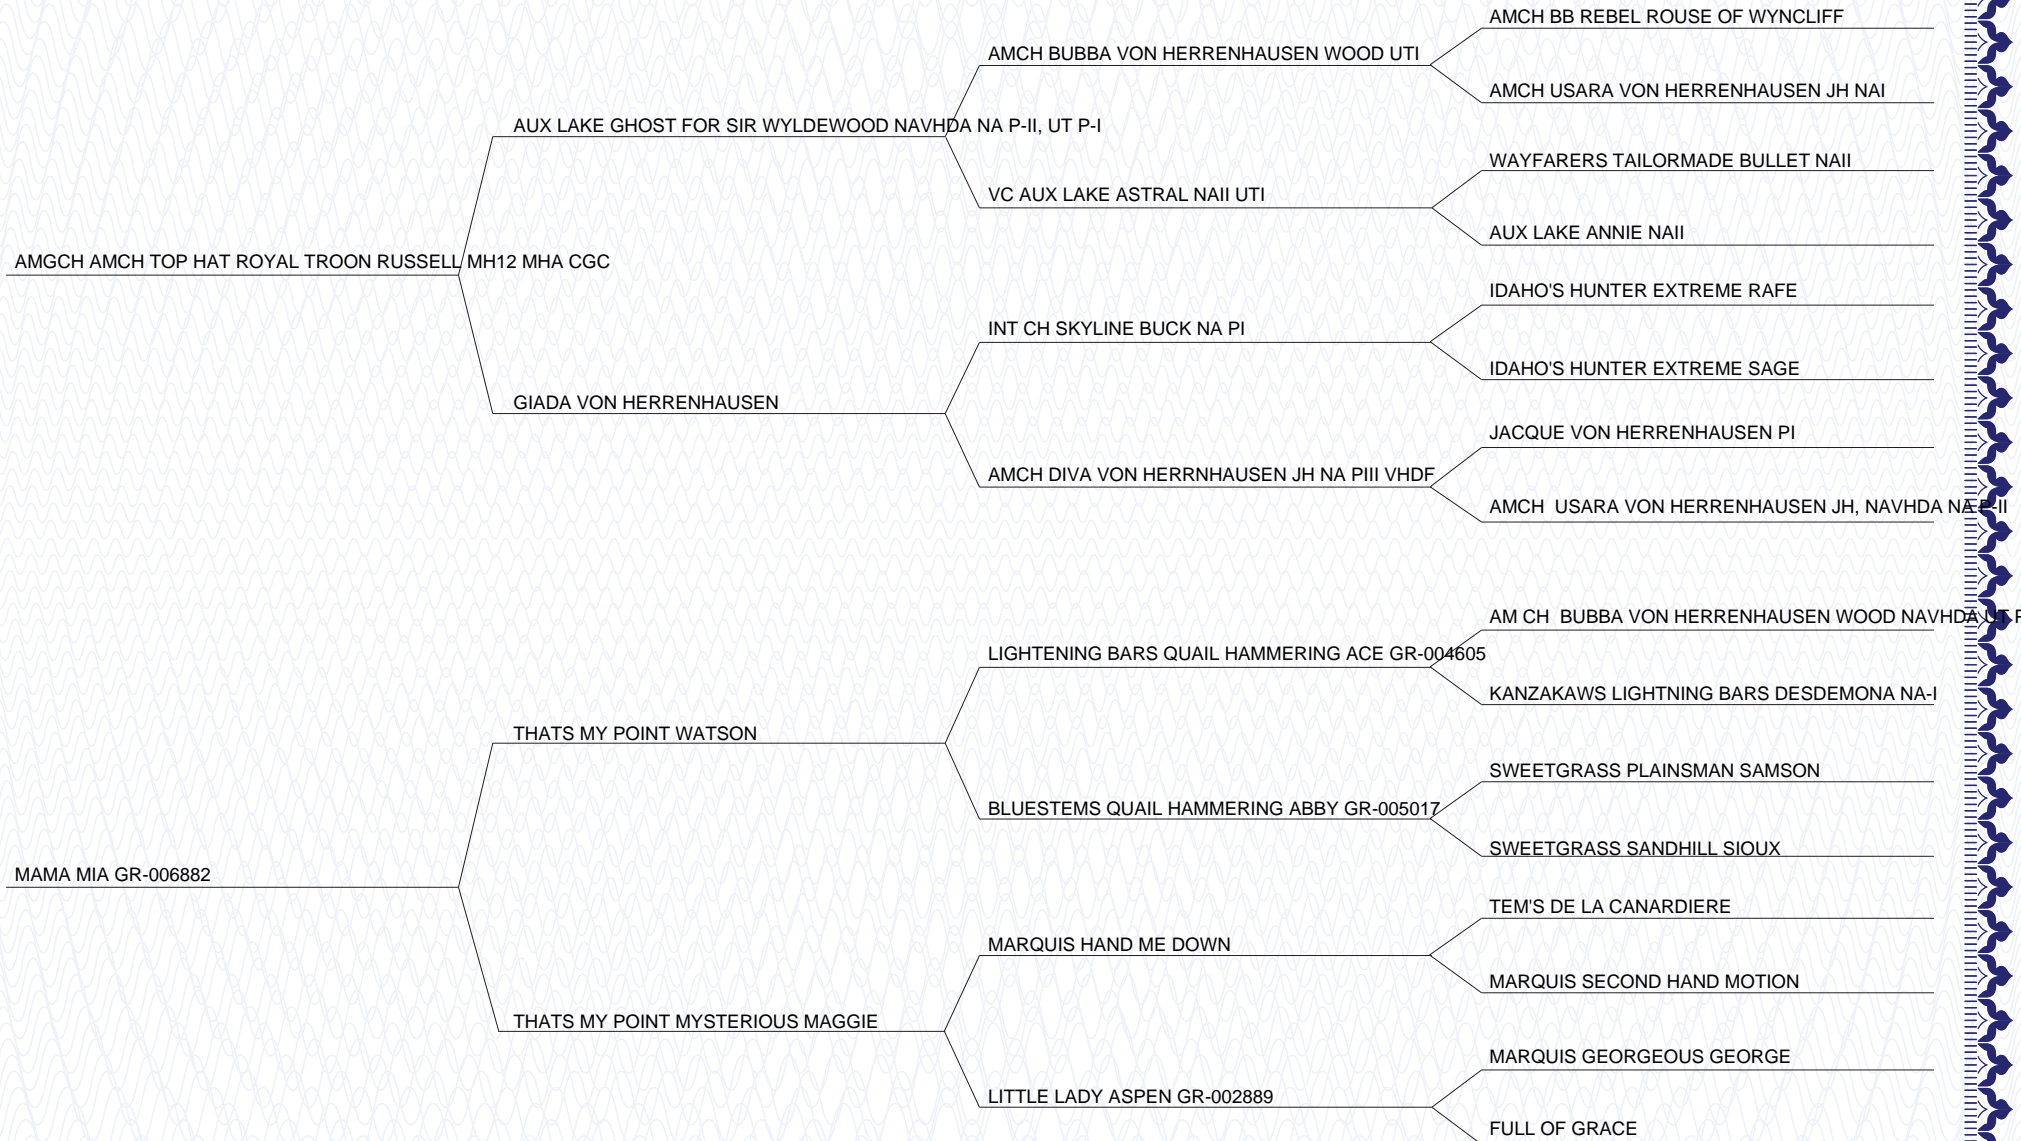 AMCH BB REBEL ROUSE OF WYNCLIFF
AMCH BUBBA VON HERRENHAUSEN WOOD UTI
AMCH USARA VON HERRENHAUSEN JH NAI
AUX LAKE GHOST FOR SIR WYLDEWOOD NAVHDA NA P-II, UT P-I
WAYFARERS TAILORMADE BULLET NAII
VC AUX LAKE ASTRAL NAII UTI
AUX LAKE ANNIE NAII
AMGCH AMCH TOP HAT ROYAL TROON RUSSELL MH12 MHA CGC
IDAHO'S HUNTER EXTREME RAFE
INT CH SKYLINE BUCK NA PI
IDAHO'S HUNTER EXTREME SAGE
GIADA VON HERRENHAUSEN
JACQUE VON HERRENHAUSEN PI
AMCH DIVA VON HERRNHAUSEN JH NA PIII VHDF
AMCH  USARA VON HERRENHAUSEN JH, NAVHDA NA P-II
AM CH  BUBBA VON HERRENHAUSEN WOOD NAVHDA UT
LIGHTENING BARS QUAIL HAMMERING ACE GR-004605
KANZAKAWS LIGHTNING BARS DESDEMONA NA-I
THATS MY POINT WATSON
SWEETGRASS PLAINSMAN SAMSON
BLUESTEMS QUAIL HAMMERING ABBY GR-005017
SWEETGRASS SANDHILL SIOUX
MAMA MIA GR-006882
TEM'S DE LA CANARDIERE
MARQUIS HAND ME DOWN
MARQUIS SECOND HAND MOTION
THATS MY POINT MYSTERIOUS MAGGIE
MARQUIS GEORGEOUS GEORGE
LITTLE LADY ASPEN GR-002889
FULL OF GRACE